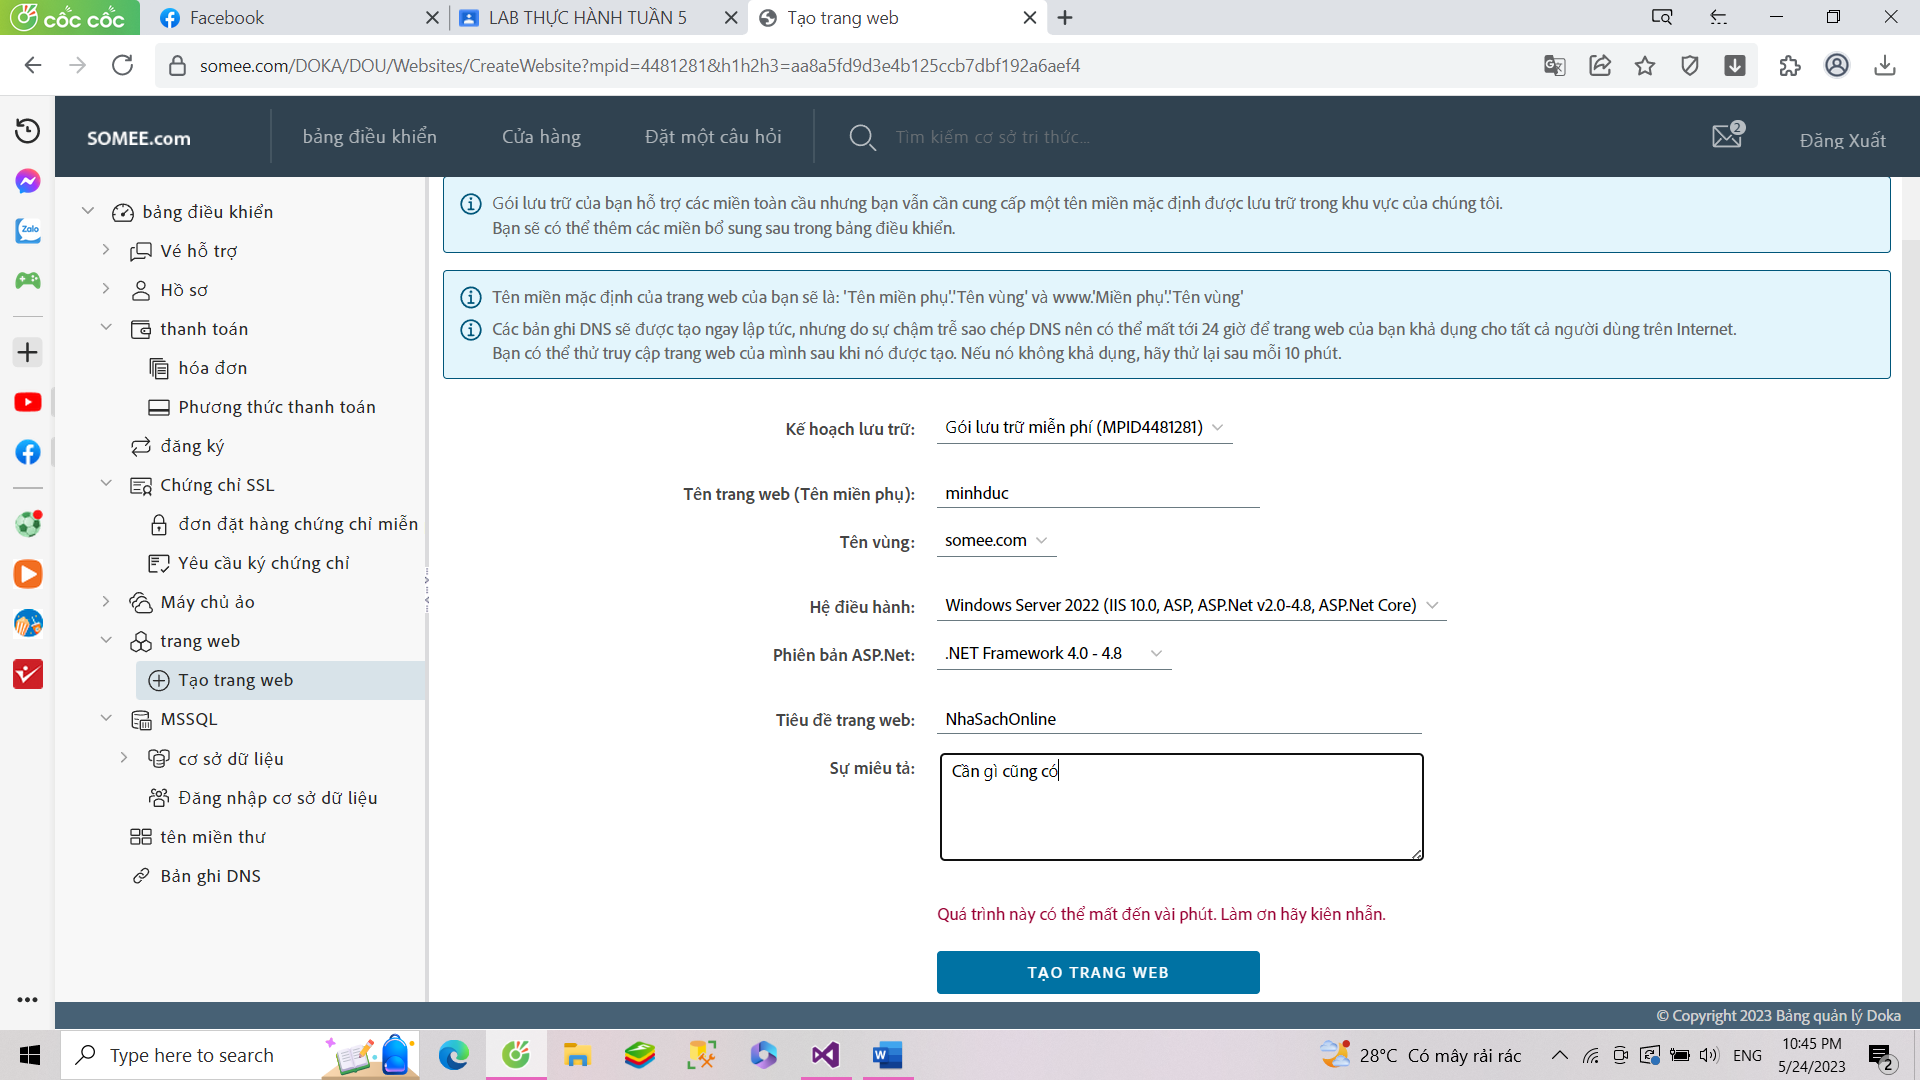 cốc cốc
Facebook
LAB THỰC HÀNH TUẦN 5
Tạo trang web
somee.com/DOKA/DOU/Websites/CreateWebsite?mpid=4481281&h1h2h3=aa8a5fd9d3e4b125ccb7dbf192a6aef4
SOMEE.com
bảng điều khiển
Cửa hàng
Đặt một câu hỏi
Tìm kiếm cơ sở tri thức...
2
Đăng Xuất
Zalo
bảng điều khiển
Vé hỗ trợ
Hồ sơ
thanh toán
hóa đơn
Phương thức thanh toán
đăng ký
Chứng chỉ SSL
đơn đặt hàng chứng chỉ miễn
Yêu cầu ký chứng chỉ
Máy chủ ảo
trang web
Tạo trang web
MSSQL
cơ sở dữ liệu
Đăng nhập cơ sở dữ liệu
tên miền thư
Bản ghi DNS
Gói lưu trữ của bạn hỗ trợ các miền toàn cầu nhưng bạn vẫn cần cung cấp một tên miền mặc định được lưu trữ trong khu vực của chúng tôi.
Bạn sẽ có thể thêm các miền bổ sung sau trong bảng điều khiển.
Tên miền mặc định của trang web của bạn sẽ là: 'Tên miền phụ'.'Tên vùng' và www.'Miền phụ'.'Tên vùng'
Các bản ghi DNS sẽ được tạo ngay lập tức, nhưng do sự chậm trễ sao chép DNS nên có thể mất tới 24 giờ để trang web của bạn khả dụng cho tất cả người dùng trên Internet.
Bạn có thể thử truy cập trang web của mình sau khi nó được tạo. Nếu nó không khả dụng, hãy thử lại sau mỗi 10 phút.
Kế hoạch lưu trữ: Gói lưu trữ miễn phí (MPID4481281)
Tên trang web (Tên miền phụ): minhduc
Tên vùng: somee.com
Hệ điều hành: Windows Server 2022 (IIS 10.0, ASP, ASP.Net v2.0-4.8, ASP.Net Core)
Phiên bản ASP.Net: .NET Framework 4.0 - 4.8
Tiêu đề trang web: NhaSachOnline
Sự miêu tả: Cần gì cũng có
Quá trình này có thể mất đến vài phút. Làm ơn hãy kiên nhẫn.
TẠO TRANG WEB
© Copyright 2023 Bảng quản lý Doka
Type here to search
28°C Có mây rải rác
ENG
10:45 PM
5/24/2023
2